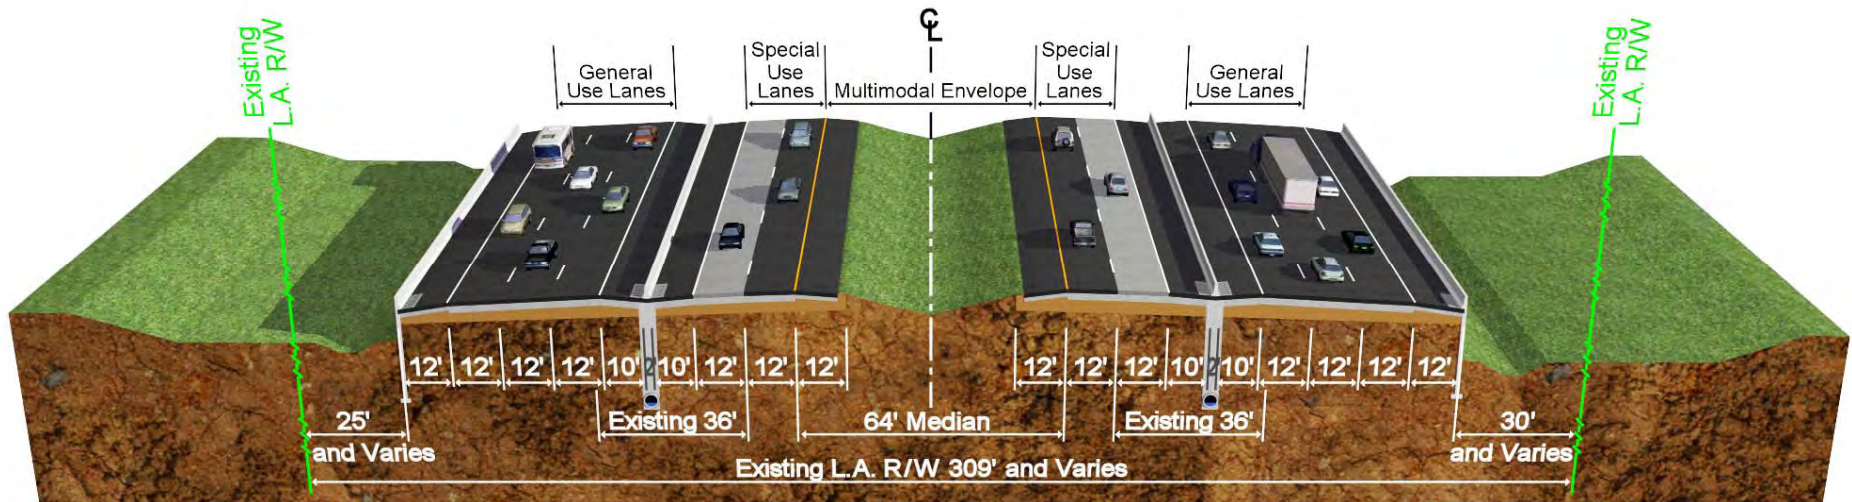 Existing
L.A. R/W
General
Use Lanes
Special
Use
Lanes
CL
Multimodal Envelope
Special
Use
Lanes
General
Use Lanes
Existing
L.A. R/W
12' 12' 12' 12' 10' 2' 10' 12' 12' 12' 12' 12' 12' 10' 2' 10' 12' 12' 12' 12'
25'
and Varies
Existing 36'
64' Median
Existing 36'
30'
and Varies
Existing L.A. R/W 309' and Varies